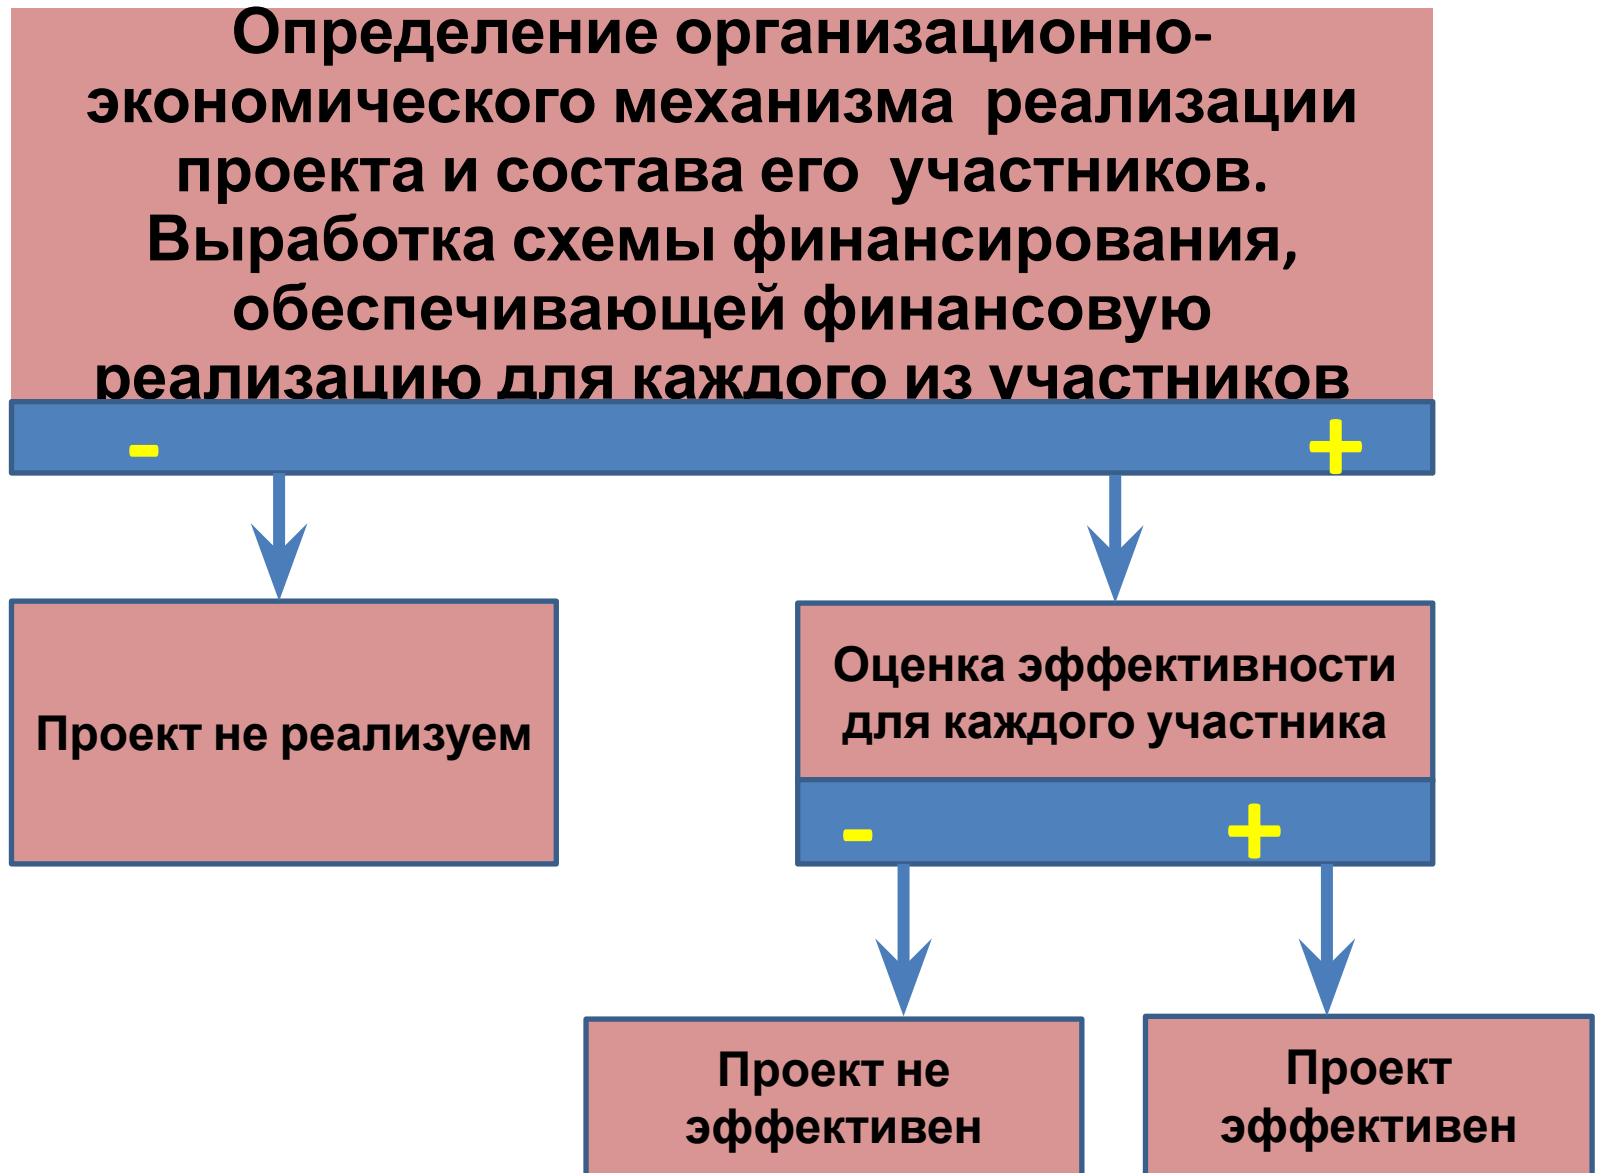 Определение организационно-
экономического механизма реализации
проекта и состава его участников.
Выработка схемы финансирования,
обеспечивающей финансовую
реализацию для каждого из участников
- +
Проект не реализуем
Оценка эффективности
для каждого участника
- +
Проект не
эффективен
Проект
эффективен